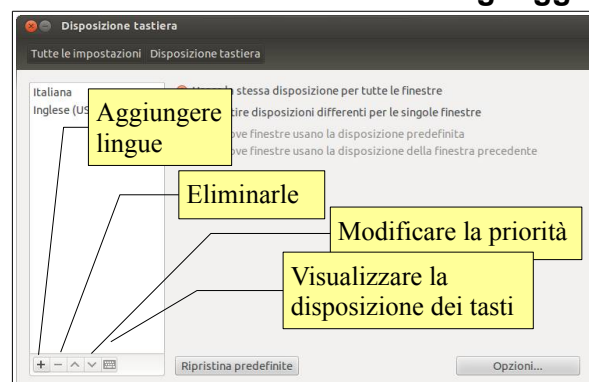 Disposizione tastiera
Tutte le impostazioni Disposizione tastiera
Italiana
Inglese (US
stessa disposizione per tutte le finestre
tire disposizioni differenti per le singole finestre
ove finestre usano la disposizione predefinita
ove finestre usano la disposizione della finestra precedente
Aggiungere
lingue
Eliminarle
Modificare la priorità
Visualizzare la
disposizione dei tasti
Ripristina predefinite
Opzioni...